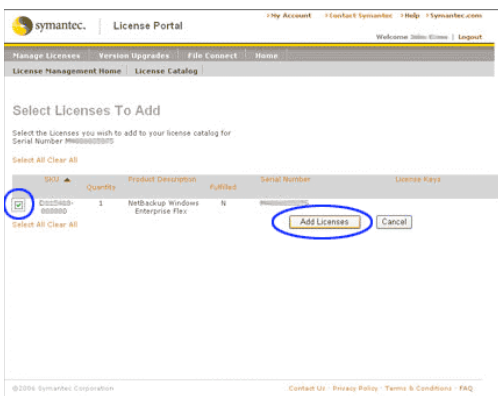 › My Account › Contact Symantec › Help › Symantec.com
symantec. License Portal
Welcome | Logout
Manage Licenses Version Upgrades File Connect Home
License Management Home License Catalog
Select Licenses To Add
Select the Licenses you wish to add to your license catalog for
Serial Number
Select All Clear All
SKU Quantity Product Description Fulfilled Serial Number License Keys
1 NetBackup Windows N
Enterprise Flex
Add Licenses Cancel
Select All Clear All
©2006 Symantec Corporation Contact Us · Privacy Policy · Terms & Conditions · FAQ